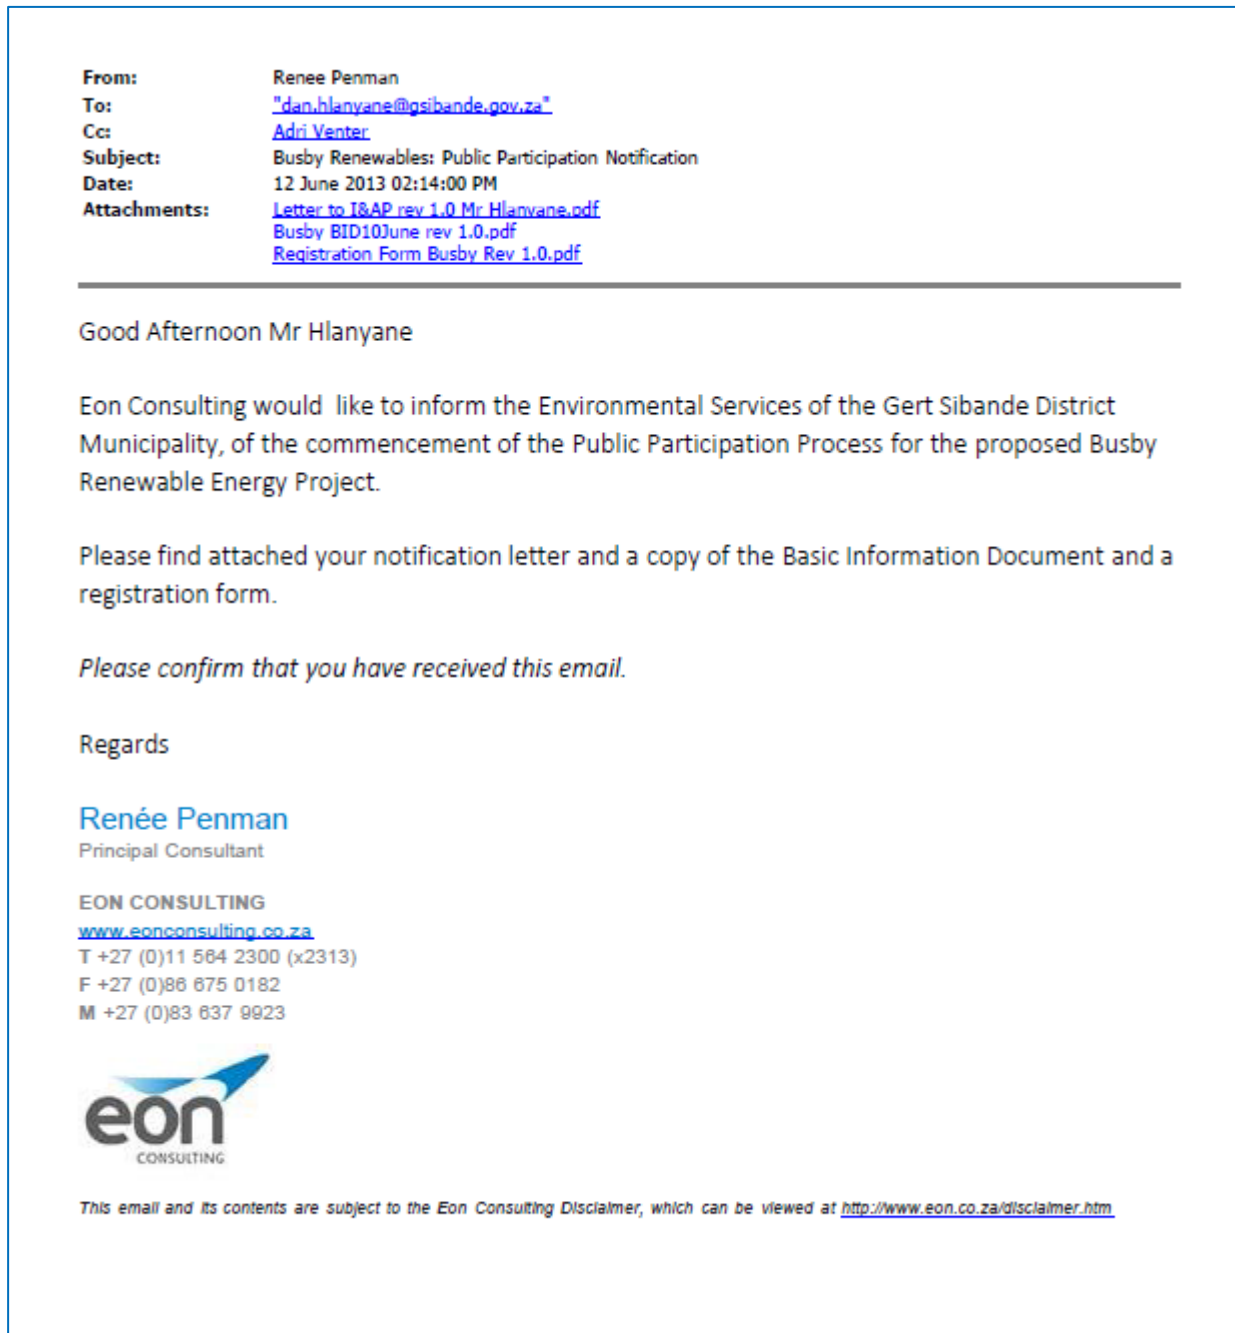 From: Renee Penman
To: "dan.hlanyane@gsibande.gov.za"
Cc: Adri Venter
Subject: Busby Renewables: Public Participation Notification
Date: 12 June 2013 02:14:00 PM
Attachments: Letter to I&AP rev 1.0 Mr Hlanyane.pdf
Busby BID10June rev 1.0.pdf
Registration Form Busby Rev 1.0.pdf
Good Afternoon Mr Hlanyane
Eon Consulting would like to inform the Environmental Services of the Gert Sibande District
Municipality, of the commencement of the Public Participation Process for the proposed Busby
Renewable Energy Project.
Please find attached your notification letter and a copy of the Basic Information Document and a
registration form.
Please confirm that you have received this email.
Regards
Renée Penman
Principal Consultant
EON CONSULTING
www.eonconsulting.co.za
T +27 (0)11 564 2300 (x2313)
F +27 (0)86 675 0182
M +27 (0)83 637 9923
eon
CONSULTING
This email and its contents are subject to the Eon Consulting Disclaimer, which can be viewed at http://www.eon.co.za/disclaimer.htm